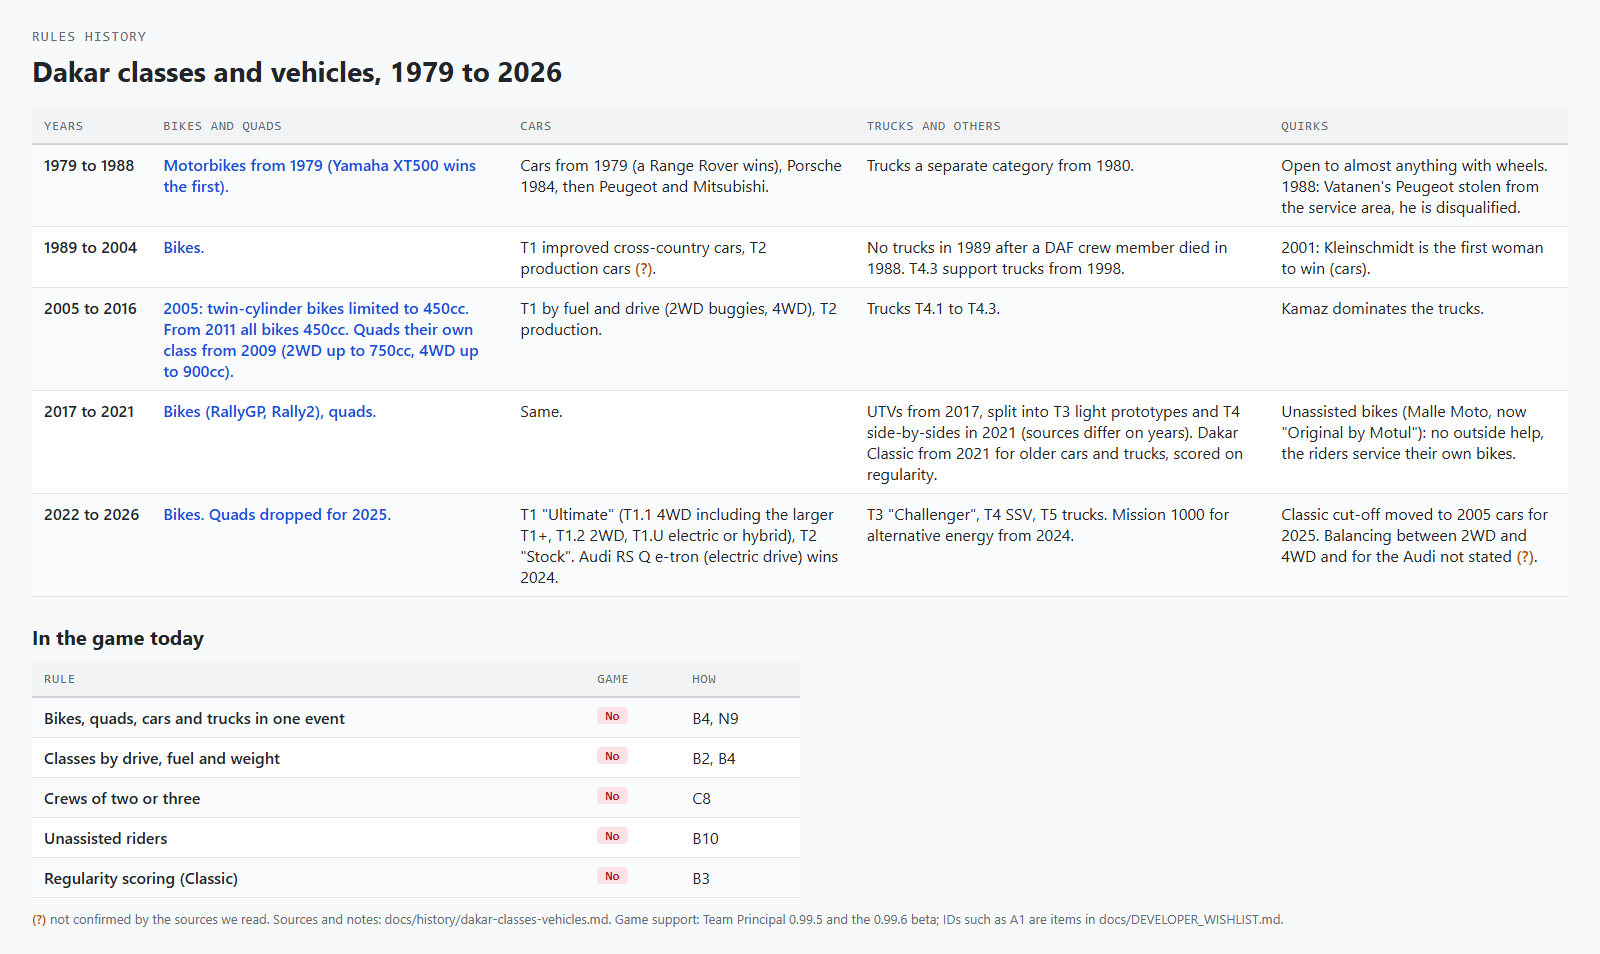 RULES HISTORY
Dakar classes and vehicles, 1979 to 2026
YEARS
BIKES AND QUADS
CARS
TRUCKS AND OTHERS
QUIRKS
1979 to 1988
Motorbikes from 1979 (Yamaha XT500 wins
the first).
Cars from 1979 (a Range Rover wins), Porsche
1984, then Peugeot and Mitsubishi.
Trucks a separate category from 1980.
Open to almost anything with wheels.
1988: Vatanen's Peugeot stolen from
the service area, he is disqualified.
1989 to 2004
Bikes.
T1 improved cross-country cars, T2
production cars (?).
No trucks in 1989 after a DAF crew member died in
1988. T4.3 support trucks from 1998.
2001: Kleinschmidt is the first woman
to win (cars).
2005 to 2016
2005: twin-cylinder bikes limited to 450cc.
From 2011 all bikes 450cc. Quads their own
class from 2009 (2WD up to 750cc, 4WD up
to 900cc).
T1 by fuel and drive (2WD buggies, 4WD), T2
production.
Trucks T4.1 to T4.3.
Kamaz dominates the trucks.
2017 to 2021
Bikes (RallyGP, Rally2), quads.
Same.
UTVs from 2017, split into T3 light prototypes and T4
side-by-sides in 2021 (sources differ on years). Dakar
Classic from 2021 for older cars and trucks, scored on
regularity.
Unassisted bikes (Malle Moto, now
"Original by Motul"): no outside help,
the riders service their own bikes.
2022 to 2026
Bikes. Quads dropped for 2025.
T1 "Ultimate" (T1.1 4WD including the larger
T1+, T1.2 2WD, T1.U electric or hybrid), T2
"Stock". Audi RS Q e-tron (electric drive) wins
2024.
T3 "Challenger", T4 SSV, T5 trucks. Mission 1000 for
alternative energy from 2024.
Classic cut-off moved to 2005 cars for
2025. Balancing between 2WD and
4WD and for the Audi not stated (?).
In the game today
RULE
GAME
HOW
Bikes, quads, cars and trucks in one event
No
B4, N9
Classes by drive, fuel and weight
No
B2, B4
Crews of two or three
No
C8
Unassisted riders
No
B10
Regularity scoring (Classic)
No
B3
(?) not confirmed by the sources we read. Sources and notes: docs/history/dakar-classes-vehicles.md. Game support: Team Principal 0.99.5 and the 0.99.6 beta; IDs such as A1 are items in docs/DEVELOPER_WISHLIST.md.